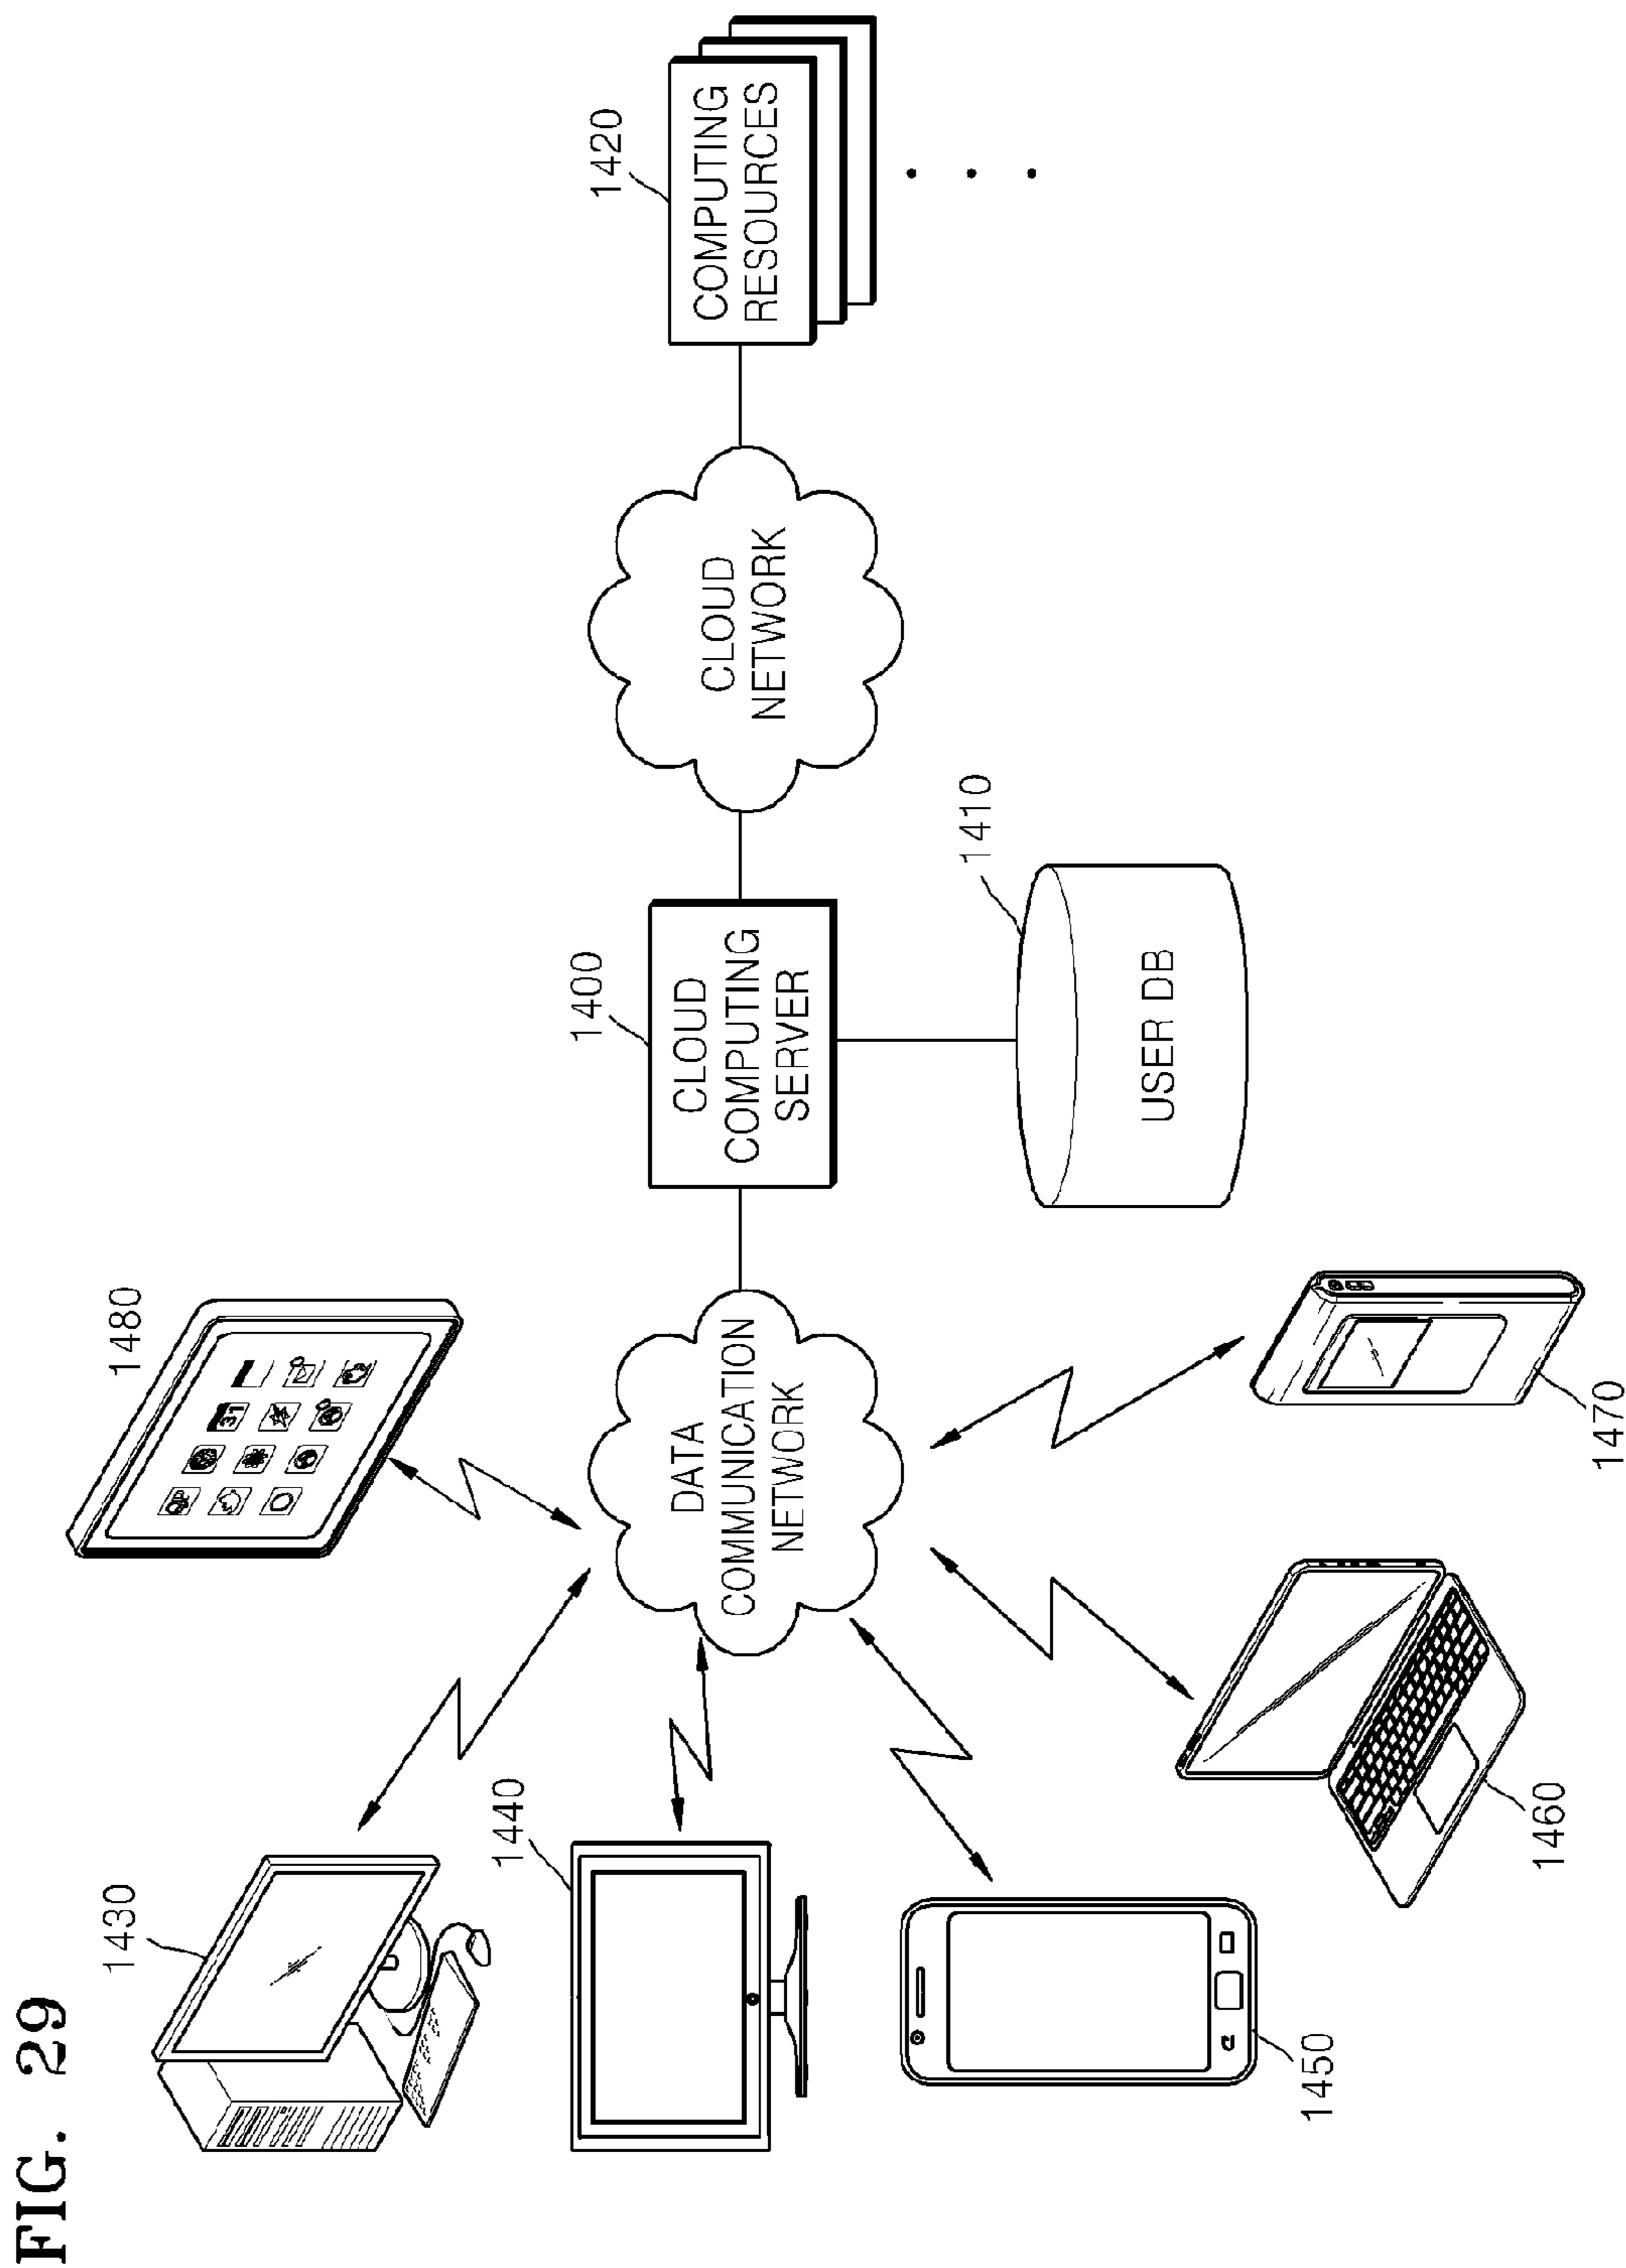 FIG. 29
1480
1430
1440
1450
1460
1470
31
DATA
COMMUNICATION
NETWORK
1400
CLOUD
COMPUTING
SERVER
1410
USER DB
CLOUD
NETWORK
1420
COMPUTING
RESOURCES